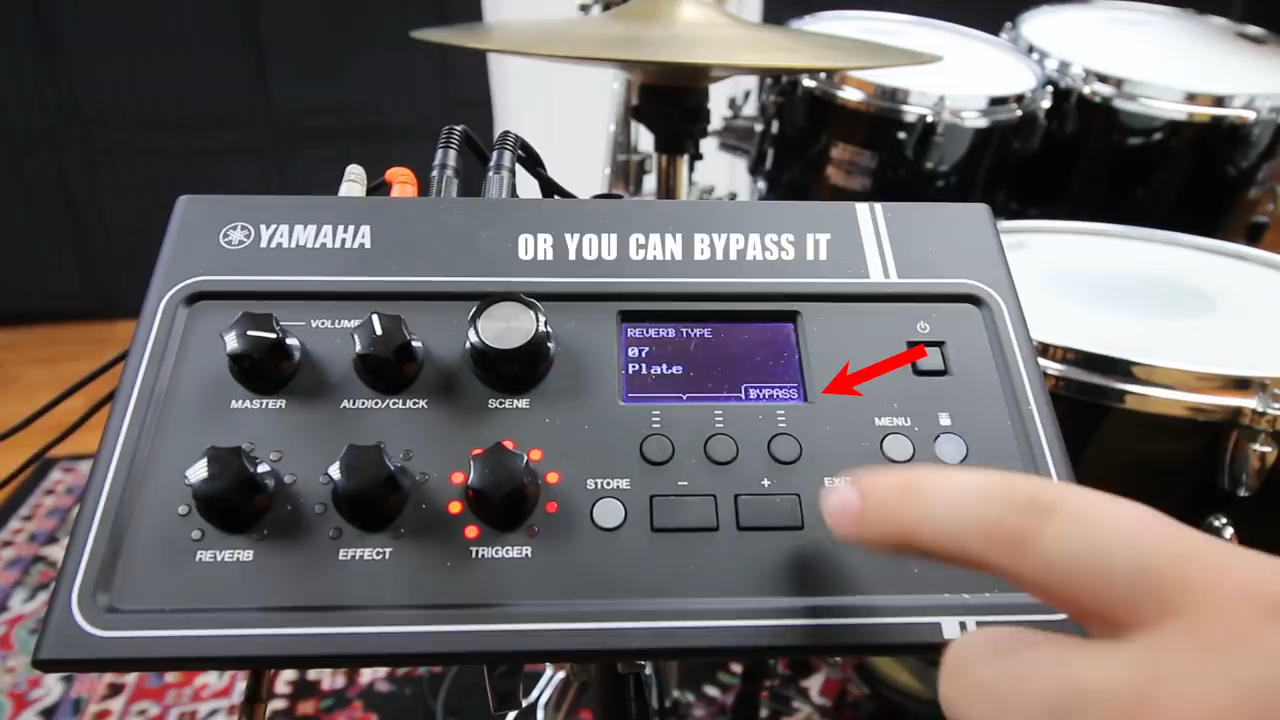 YAMAHA
OR YOU CAN BYPASS IT
VOLUME
MASTER
AUDIO/CLICK
SCENE
REVERB TYPE
07
Plate
BYPASS
MENU
STORE
−
+
EXIT
REVERB
EFFECT
TRIGGER